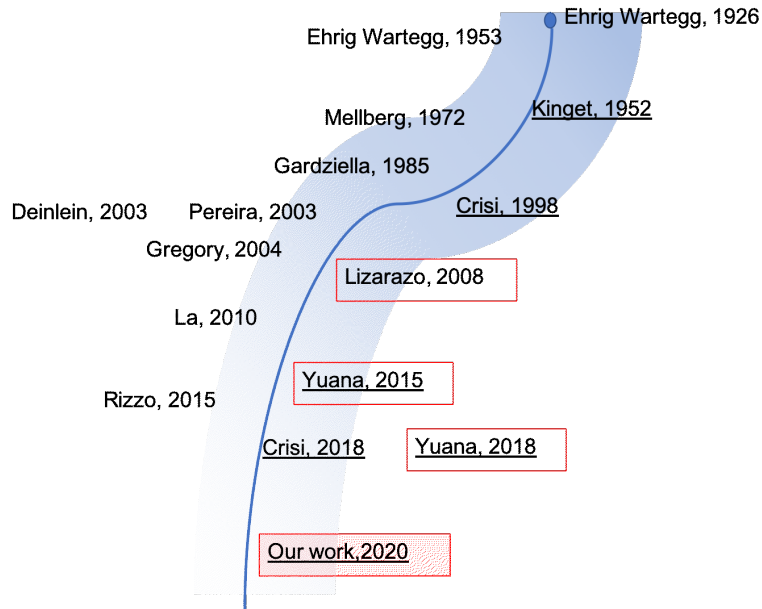 Ehrig Wartegg, 1926
Ehrig Wartegg, 1953
Kinget, 1952
Mellberg, 1972
Gardziella, 1985
Crisi, 1998
Deinlein, 2003
Pereira, 2003
Gregory, 2004
Lizarazo, 2008
La, 2010
Yuana, 2015
Rizzo, 2015
Crisi, 2018
Yuana, 2018
Our work,2020